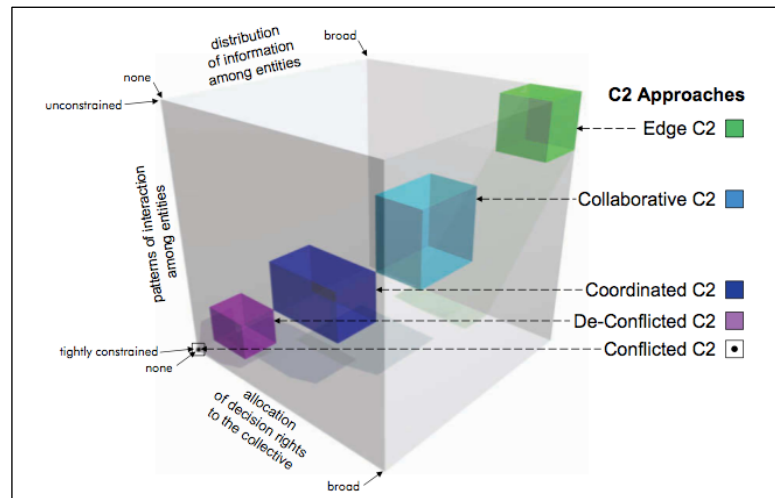 distribution
of information
among entities
broad
none
unconstrained
C2 Approaches
Edge C2
Collaborative C2
patterns of interaction
among entities
Coordinated C2
De-Conflicted C2
tightly constrained
Conflicted C2
none
allocation
of decision rights
to the collective
broad